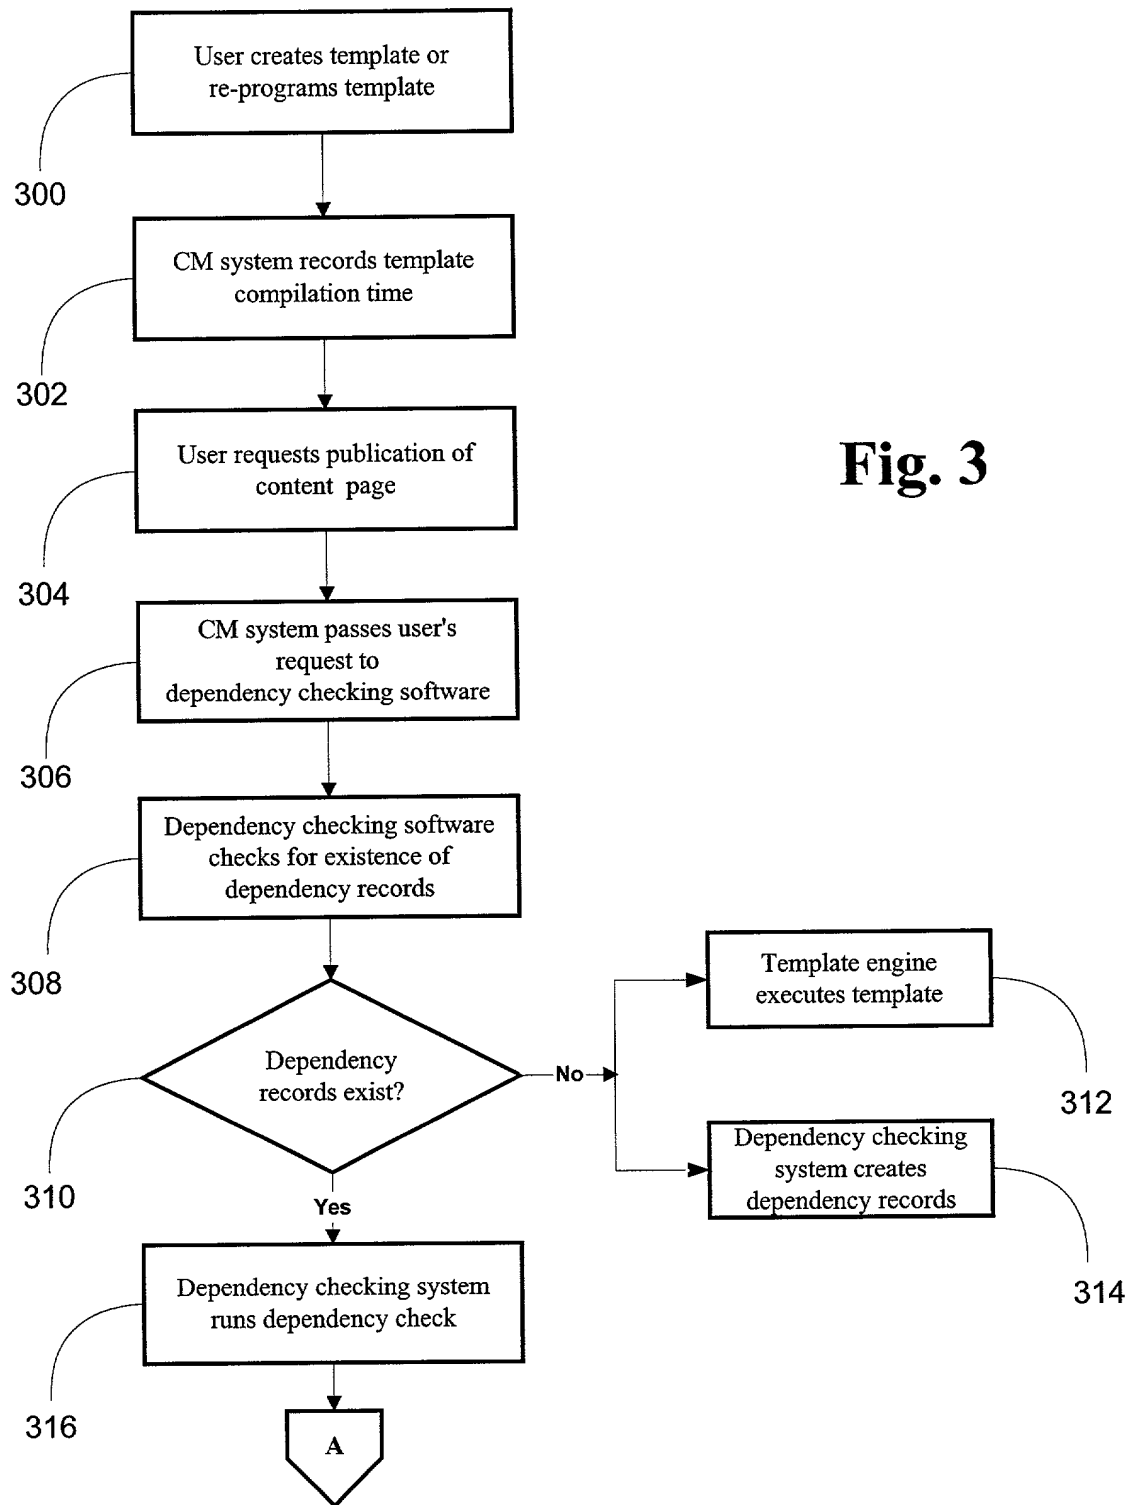 User creates template or
re-programs template
300
CM system records template
compilation time
302
User requests publication of
content page
304
Fig. 3
CM system passes user's
request to
dependency checking software
306
Dependency checking software
checks for existence of
dependency records
308
Dependency
records exist?
310
No
Template engine
executes template
312
Dependency checking
system creates
dependency records
314
Yes
Dependency checking system
runs dependency check
316
A